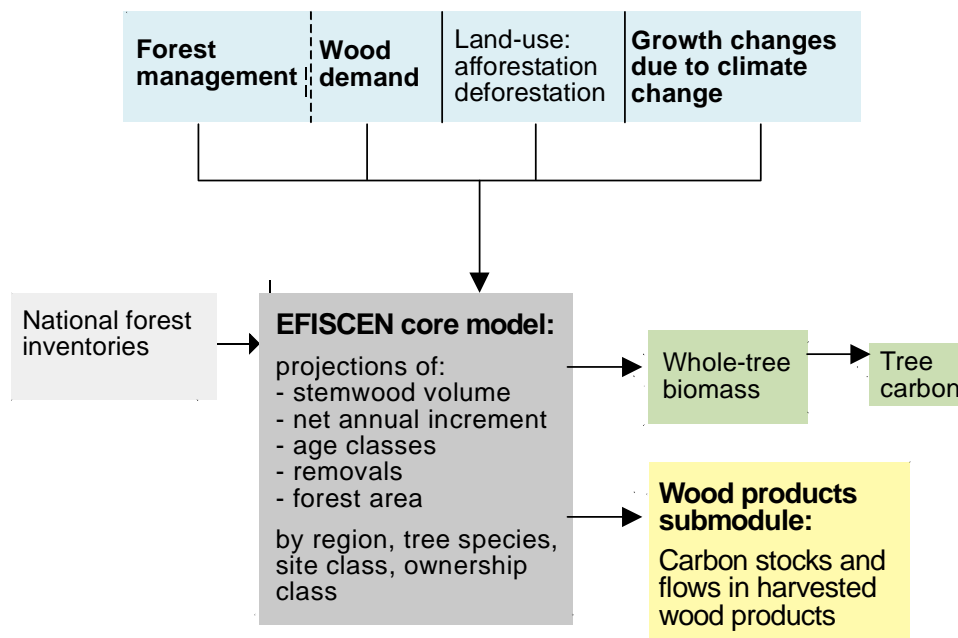 Forest
management
Wood
demand
Land-use:
afforestation
deforestation
Growth changes
due to climate
change
National forest
inventories
EFISCEN core model:
projections of:
- stemwood volume
- net annual increment
- age classes
- removals
- forest area
by region, tree species,
site class, ownership
class
Whole-tree
biomass
Tree
carbon
Wood products
submodule:
Carbon stocks and
flows in harvested
wood products